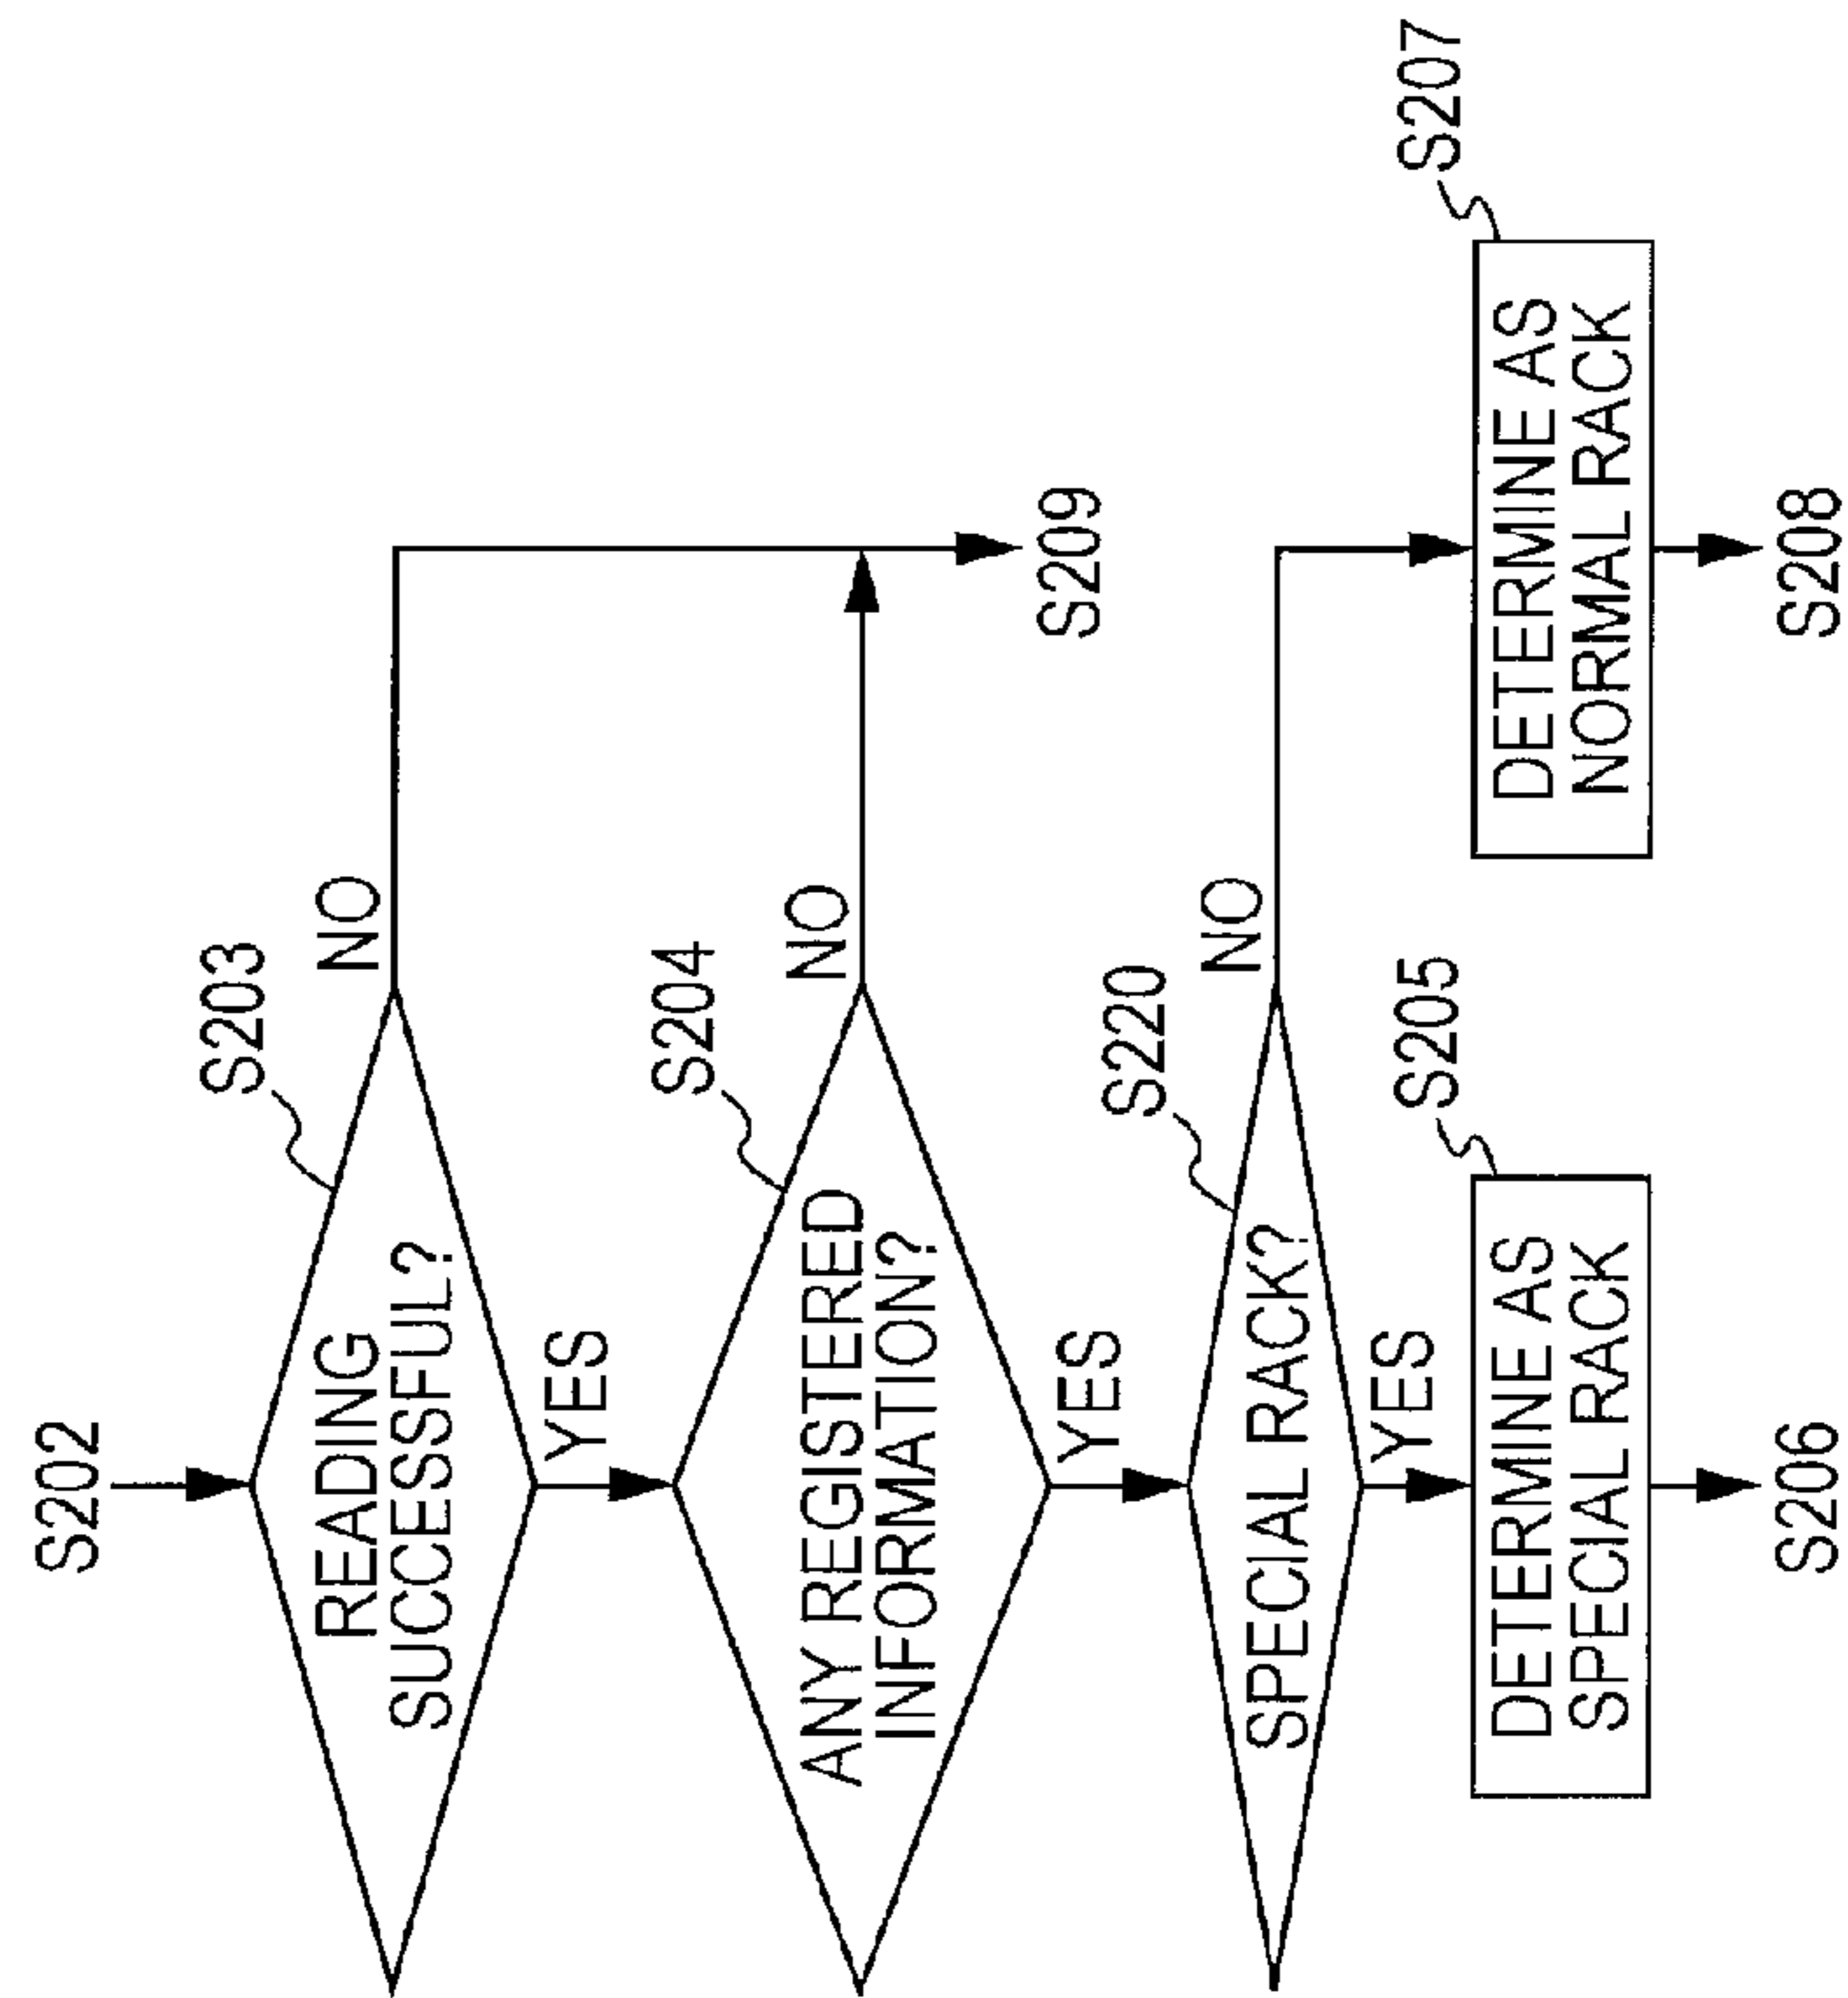 S202
S203
READING
SUCCESSFUL?
NO
YES
S204
ANY REGISTERED
INFORMATION?
NO
YES
S209
S220
SPECIAL RACK?
NO
YES
S205
DETERMINE AS
SPECIAL RACK
S207
DETERMINE AS
NORMAL RACK
S206
S208